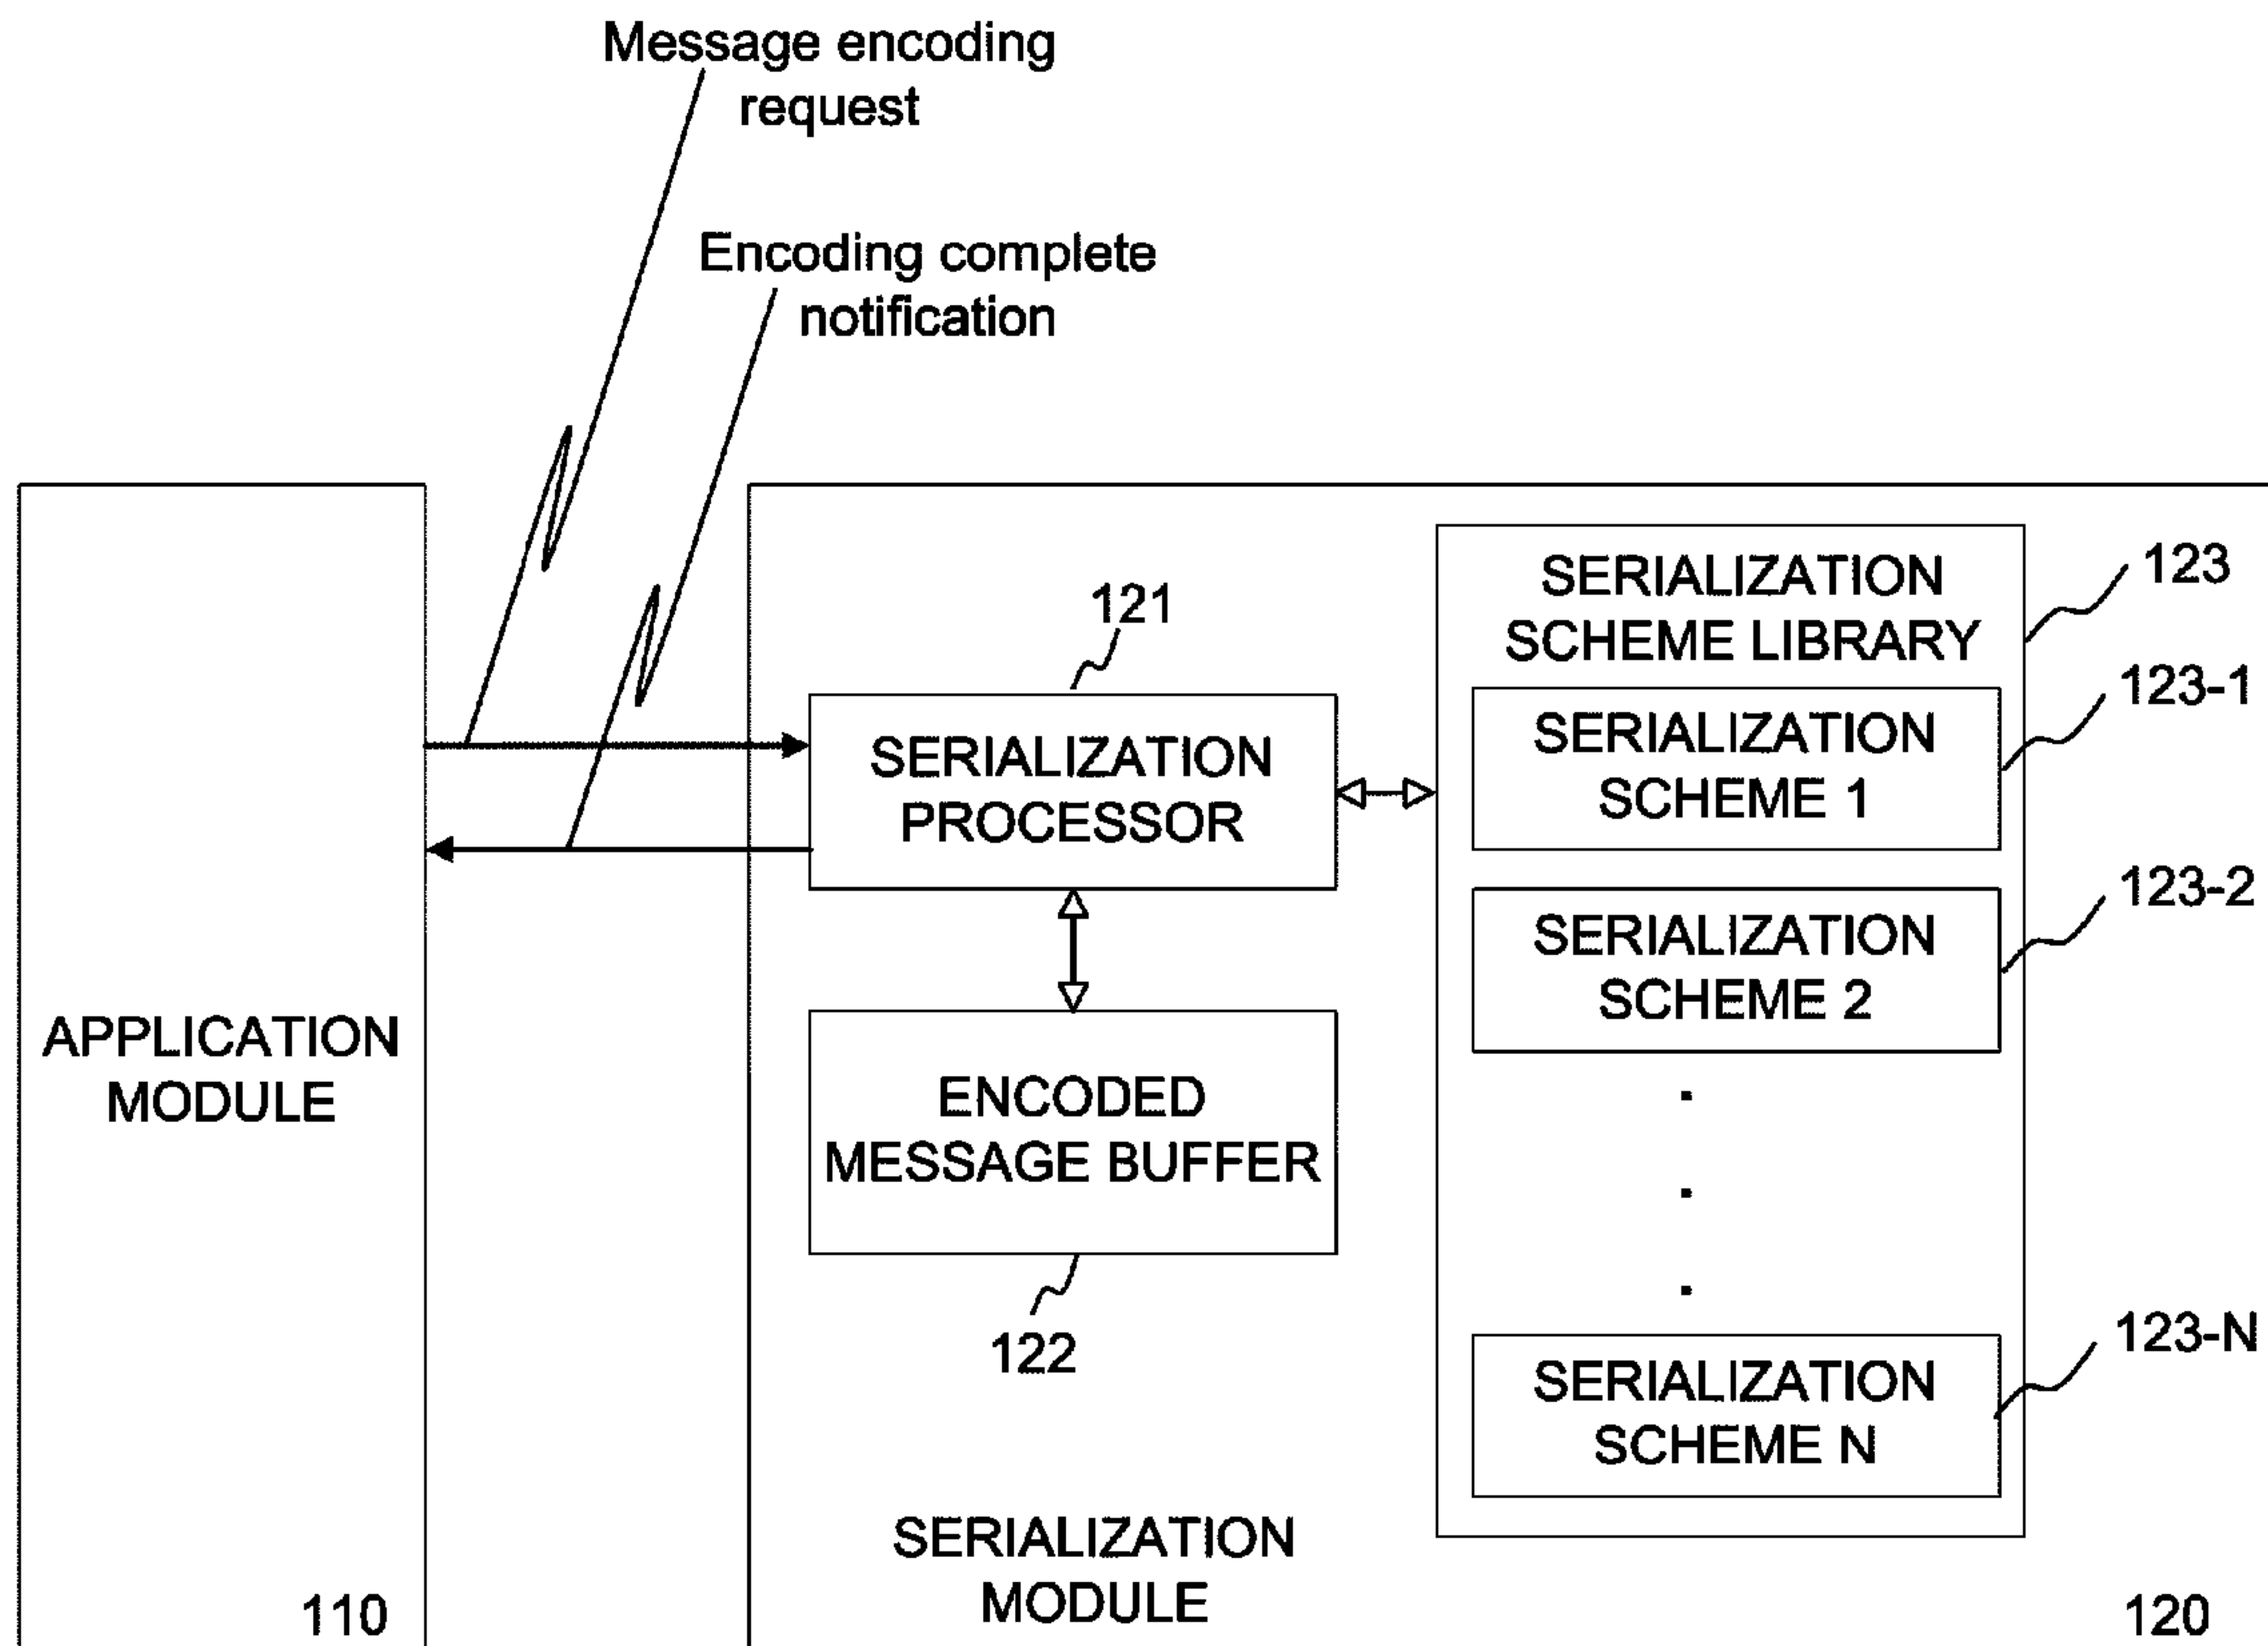 Message encoding
request
Encoding complete
notification
SERIALIZATION
SCHEME LIBRARY
123
121
SERIALIZATION
SCHEME 1
123-1
SERIALIZATION
PROCESSOR
SERIALIZATION
SCHEME 2
123-2
APPLICATION
MODULE
ENCODED
MESSAGE BUFFER
122
.
.
.
SERIALIZATION
SCHEME N
123-N
SERIALIZATION
MODULE
110
120